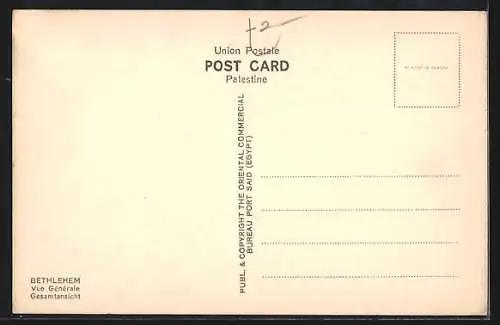 +2
Union Postale
POST CARD
Palestine
PUBL. & COPYRIGHT THE ORIENTAL COMMERCIAL
BUREAU PORT SAID (EGYPT)
BETHLEHEM
Vue Générale
Gesamtansicht